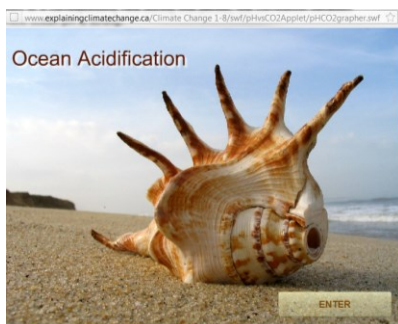 www.explainingclimatechange.ca/Climate Change 1-8/swf/pHvsCO2Applet/pHCO2grapher.swf
Ocean Acidification
ENTER